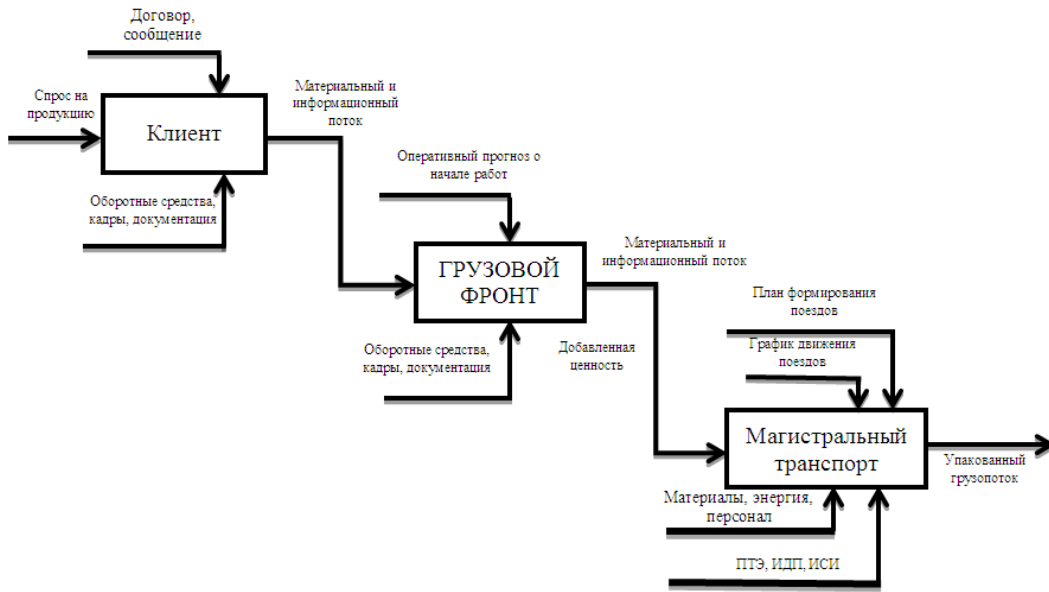 Договор,
сообщение
Спрос на
продукцию
Клиент
Материальный и
информационный
поток
Оборотные средства,
кадры, документация
Оперативный прогноз о
начале работ
ГРУЗОВОЙ
ФРОНТ
Материальный и
информационный поток
Оборотные средства,
кадры, документация
Добавленная
ценность
План формирования
поездов
График движения
поездов
Магистральный
транспорт
Упакованный
грузопоток
Материалы, энергия,
персонал
ПТЭ, ИДП, ИСИ